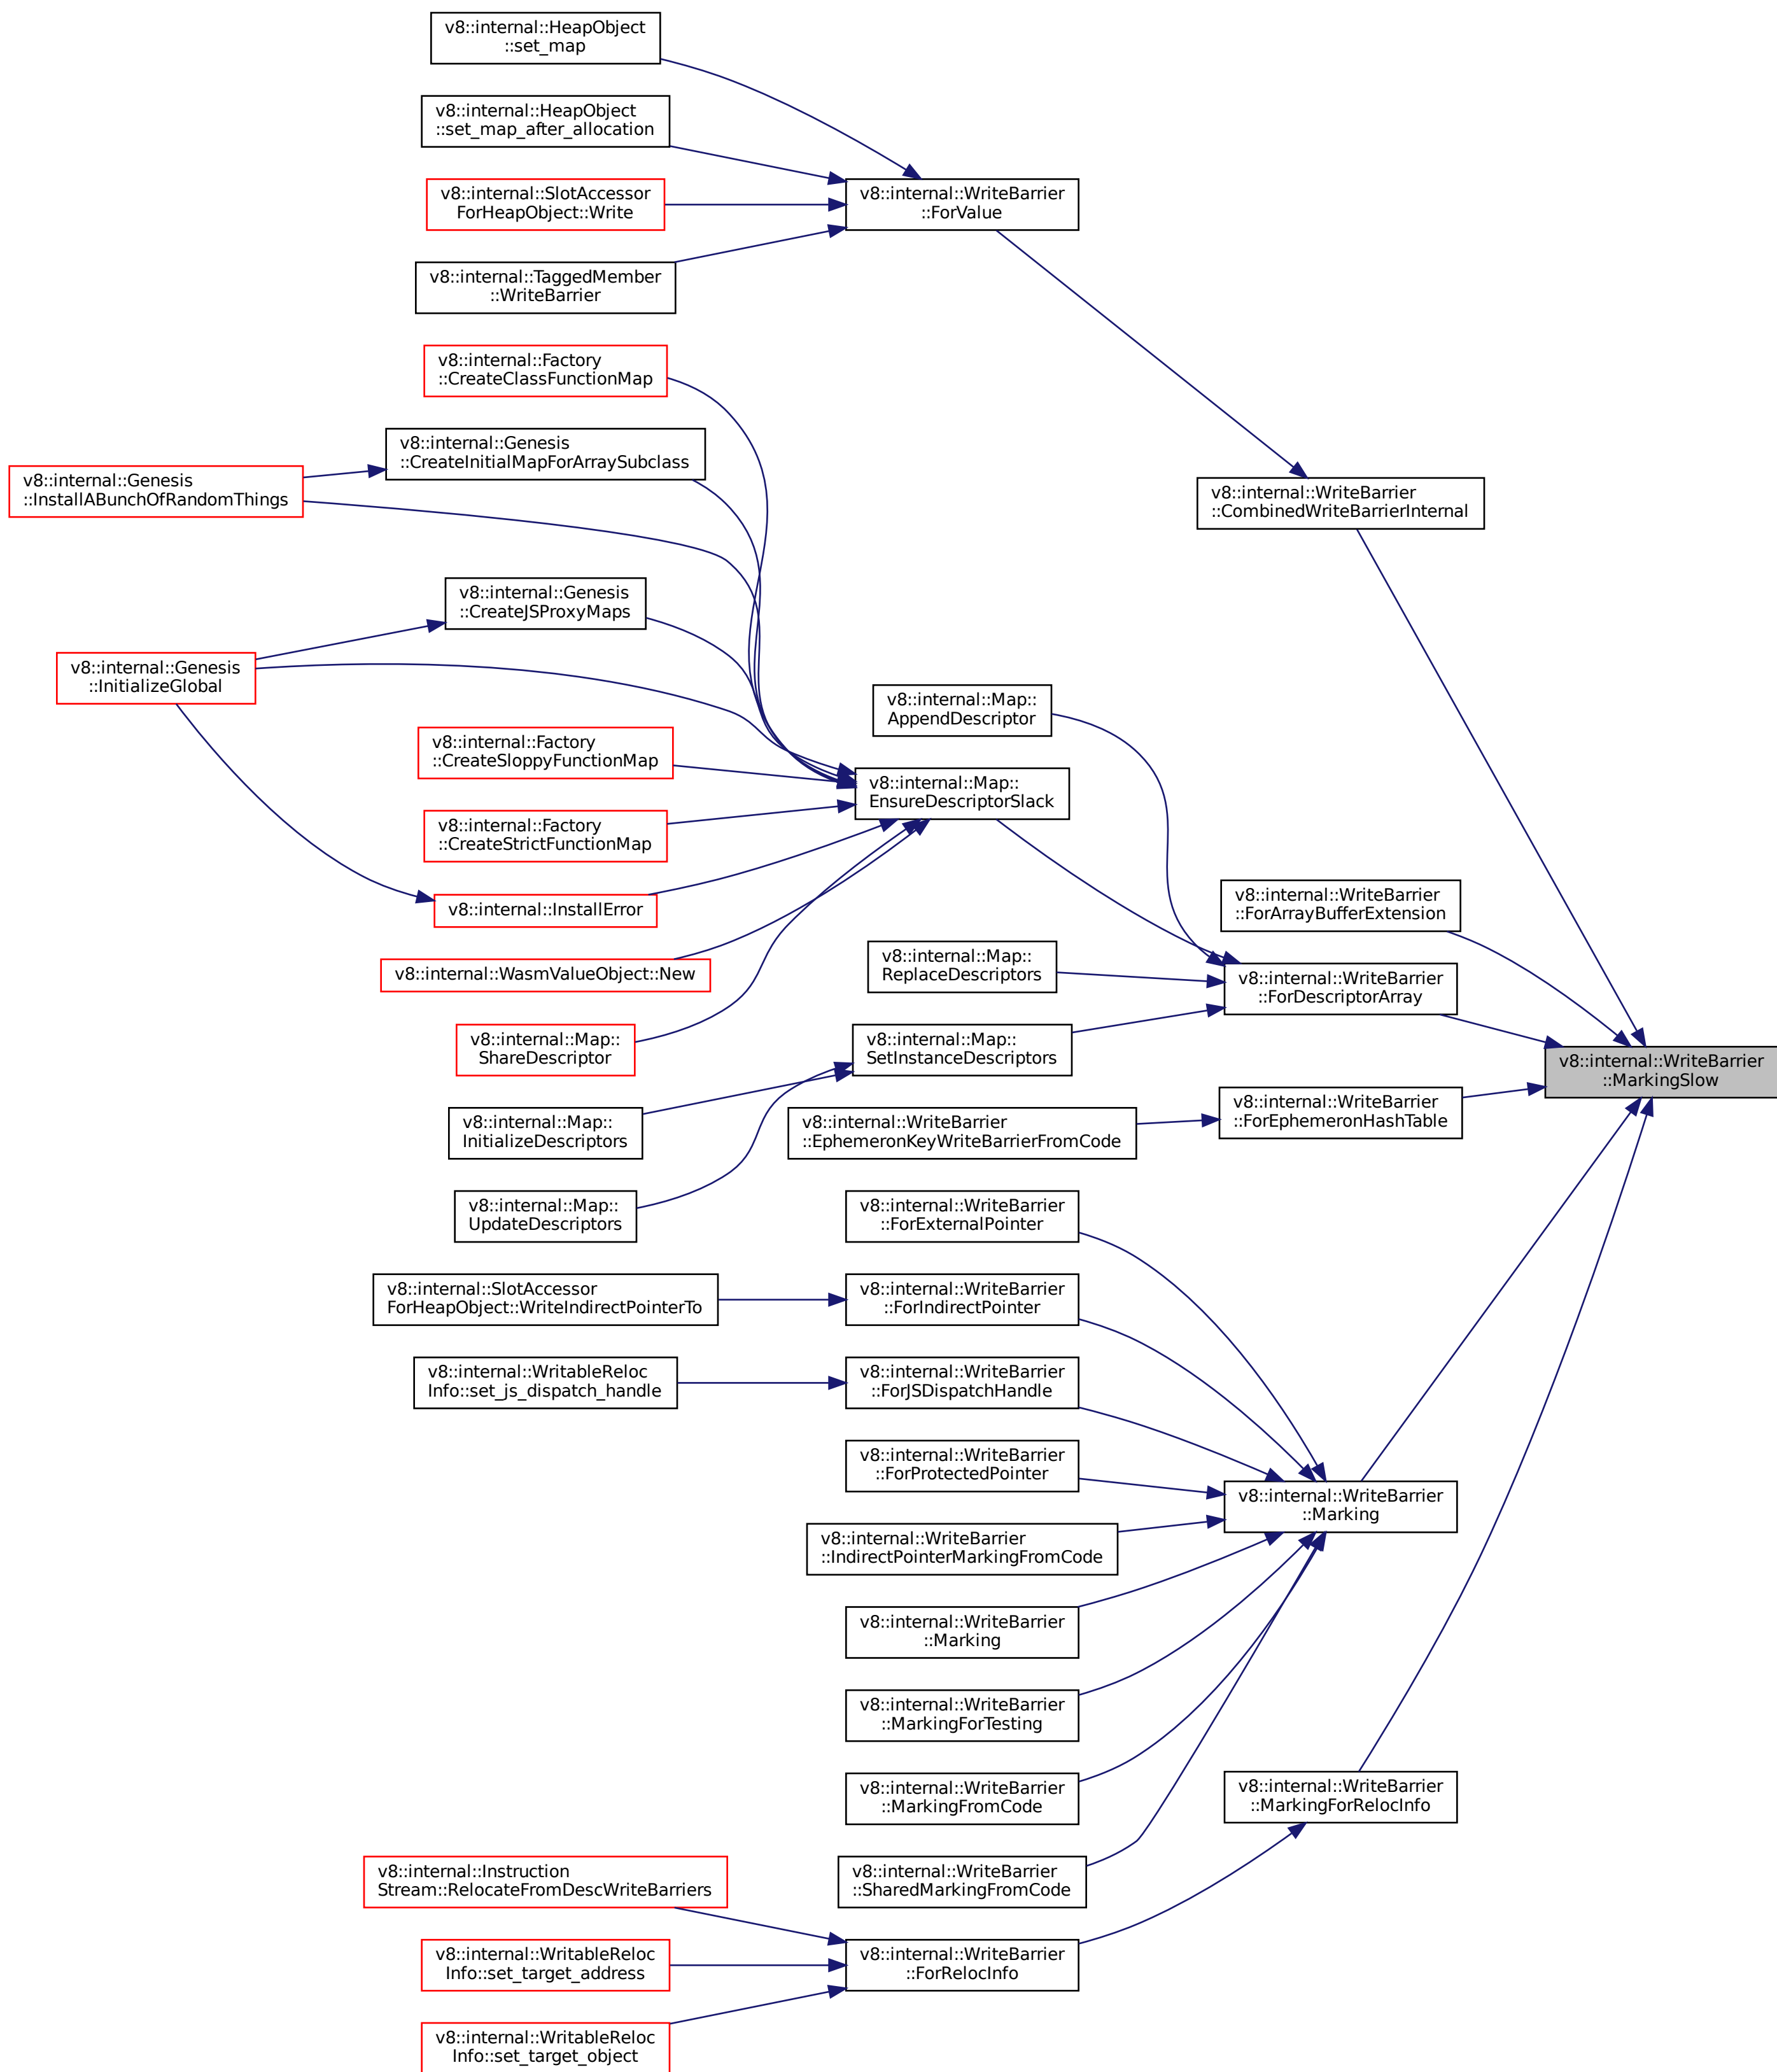 v8::internal::HeapObject
::set_map
v8::internal::HeapObject
::set_map_after_allocation
v8::internal::SlotAccessor
ForHeapObject::Write
v8::internal::WriteBarrier
::ForValue
v8::internal::TaggedMember
::WriteBarrier
v8::internal::Factory
::CreateClassFunctionMap
v8::internal::Genesis
::CreateInitialMapForArraySubclass
v8::internal::Genesis
::InstallABunchOfRandomThings
v8::internal::WriteBarrier
::CombinedWriteBarrierInternal
v8::internal::Genesis
::CreateJSProxyMaps
v8::internal::Genesis
::InitializeGlobal
v8::internal::Map::
AppendDescriptor
v8::internal::Factory
::CreateSloppyFunctionMap
v8::internal::Map::
EnsureDescriptorSlack
v8::internal::Factory
::CreateStrictFunctionMap
v8::internal::InstallError
v8::internal::WriteBarrier
::ForArrayBufferExtension
v8::internal::WasmValueObject::New
v8::internal::Map::
ReplaceDescriptors
v8::internal::WriteBarrier
::ForDescriptorArray
v8::internal::Map::
ShareDescriptor
v8::internal::Map::
SetInstanceDescriptors
v8::internal::WriteBarrier
::MarkingSlow
v8::internal::Map::
InitializeDescriptors
v8::internal::WriteBarrier
::EphemeronKeyWriteBarrierFromCode
v8::internal::WriteBarrier
::ForEphemeronHashTable
v8::internal::Map::
UpdateDescriptors
v8::internal::WriteBarrier
::ForExternalPointer
v8::internal::SlotAccessor
ForHeapObject::WriteIndirectPointerTo
v8::internal::WriteBarrier
::ForIndirectPointer
v8::internal::WritableReloc
Info::set_js_dispatch_handle
v8::internal::WriteBarrier
::ForJSDispatchHandle
v8::internal::WriteBarrier
::ForProtectedPointer
v8::internal::WriteBarrier
::Marking
v8::internal::WriteBarrier
::IndirectPointerMarkingFromCode
v8::internal::WriteBarrier
::Marking
v8::internal::WriteBarrier
::MarkingForTesting
v8::internal::WriteBarrier
::MarkingFromCode
v8::internal::WriteBarrier
::MarkingForRelocInfo
v8::internal::Instruction
Stream::RelocateFromDescWriteBarriers
v8::internal::WriteBarrier
::SharedMarkingFromCode
v8::internal::WritableReloc
Info::set_target_address
v8::internal::WriteBarrier
::ForRelocInfo
v8::internal::WritableReloc
Info::set_target_object